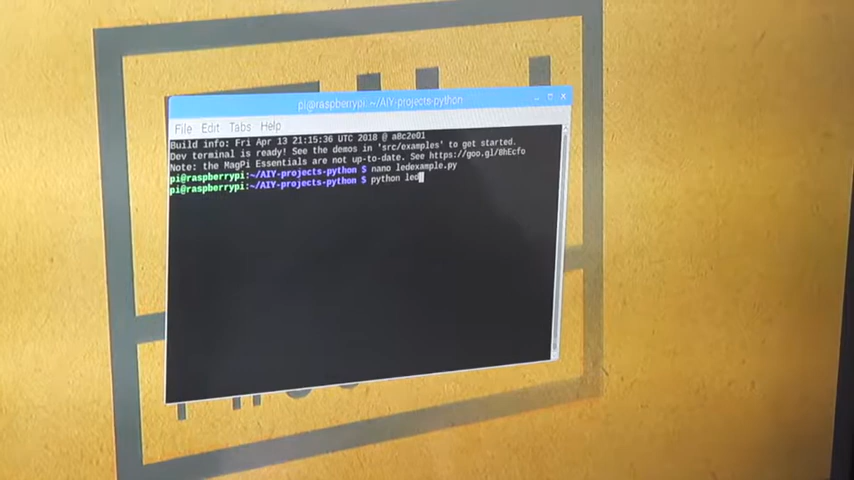 pi@raspberrypi: ~/AIY-projects-python
File Edit Tabs Help
Build info: Fri Apr 13 21:15:36 UTC 2018 @ a8c2e01
Dev terminal is ready! See the demos in 'src/examples' to get started.
Note: the MagPi Essentials are not up-to-date. See https://goo.gl/8hEcfo
pi@raspberrypi:~/AIY-projects-python $ nano ledexample.py
pi@raspberrypi:~/AIY-projects-python $ python led